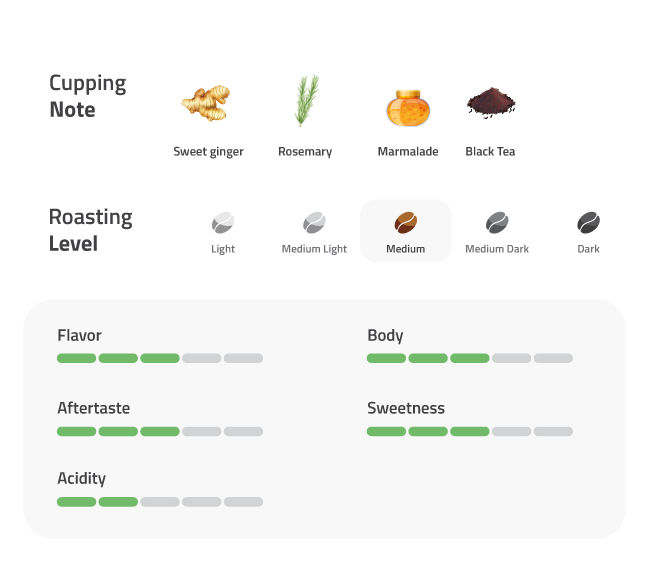 Cupping
Note
Sweet ginger
Rosemary
Marmalade
Black Tea
Roasting
Level
Light
Medium Light
Medium
Medium Dark
Dark
Flavor
Body
Aftertaste
Sweetness
Acidity